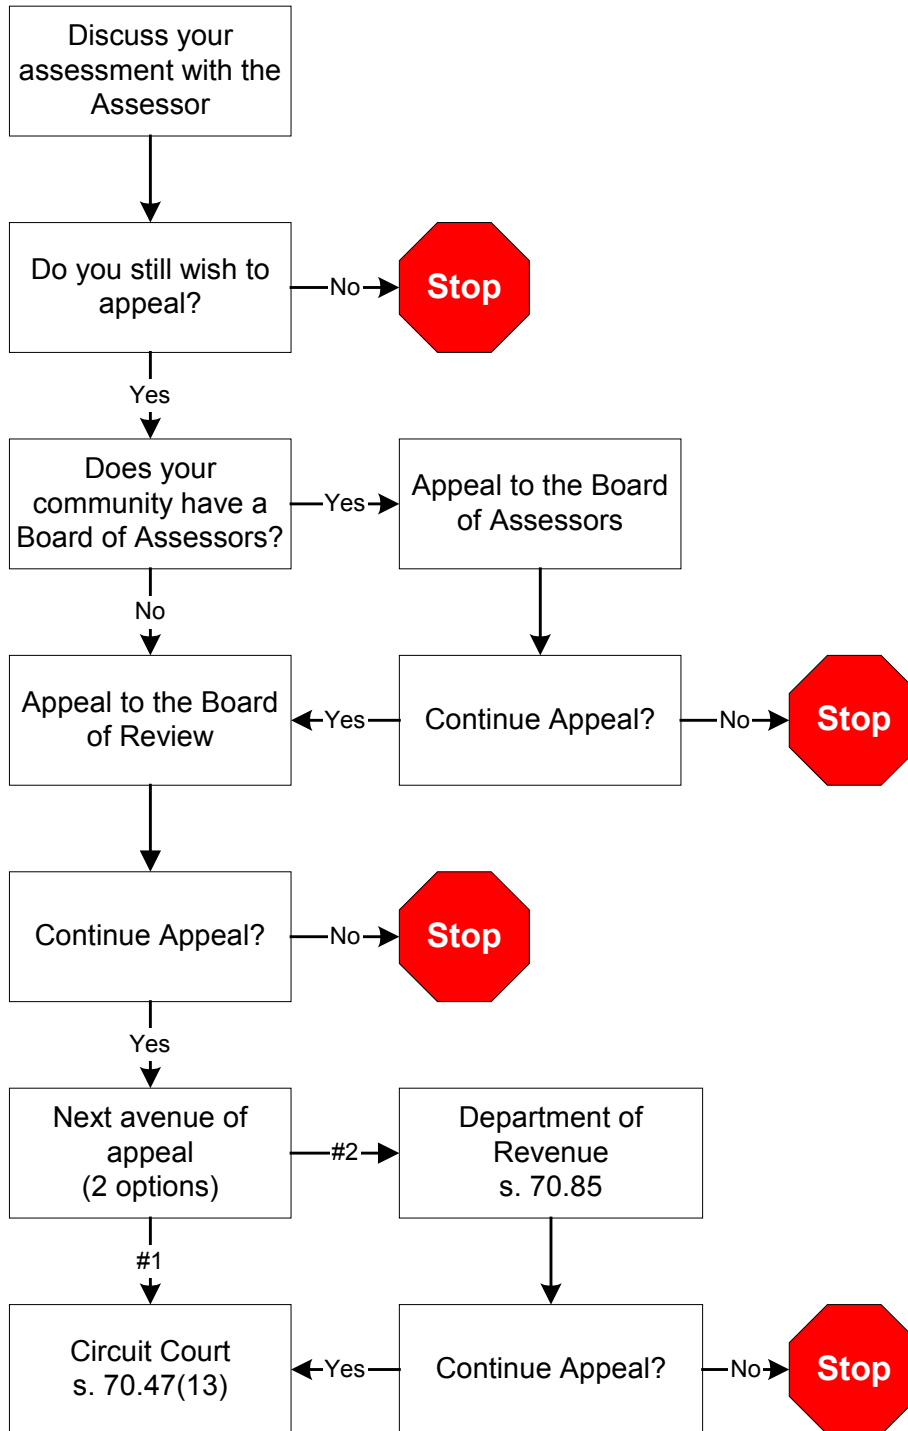 Discuss your
assessment with the
Assessor
Do you still wish to
appeal?
No
Stop
Yes
Does your
community have a
Board of Assessors?
Yes
Appeal to the Board
of Assessors
No
Appeal to the Board
of Review
Yes
Continue Appeal?
No
Stop
Continue Appeal?
No
Stop
Yes
Next avenue of
appeal
(2 options)
#2
Department of
Revenue
s. 70.85
#1
Circuit Court
s. 70.47(13)
Yes
Continue Appeal?
No
Stop